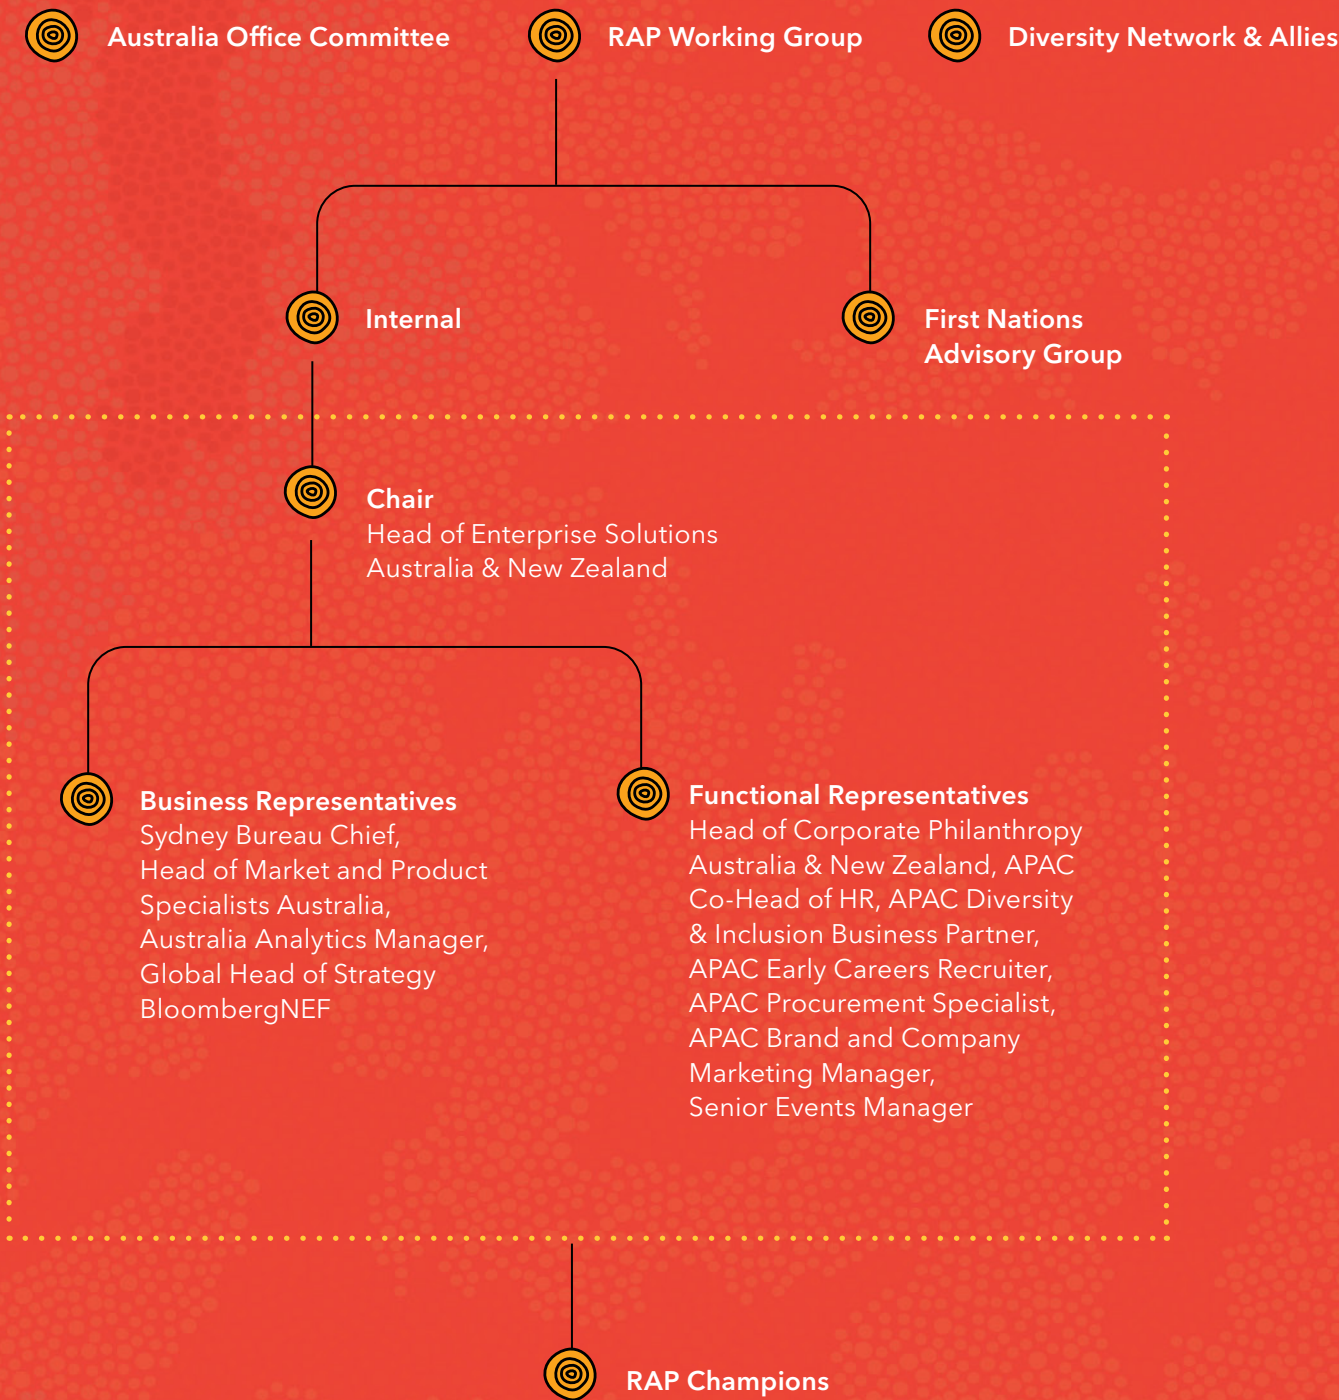 Australia Office Committee
RAP Working Group
Diversity Network & Allies
Internal
First Nations
Advisory Group
Chair
Head of Enterprise Solutions
Australia & New Zealand
Business Representatives
Sydney Bureau Chief,
Head of Market and Product
Specialists Australia,
Australia Analytics Manager,
Global Head of Strategy
BloombergNEF
Functional Representatives
Head of Corporate Philanthropy
Australia & New Zealand, APAC
Co-Head of HR, APAC Diversity
& Inclusion Business Partner,
APAC Early Careers Recruiter,
APAC Procurement Specialist,
APAC Brand and Company
Marketing Manager,
Senior Events Manager
RAP Champions